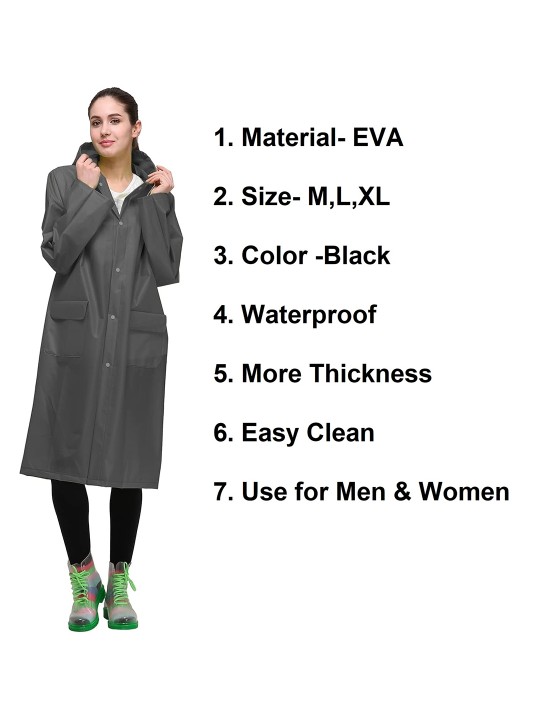 1. Material- EVA
2. Size- M,L,XL
3. Color -Black
4. Waterproof
5. More Thickness
6. Easy Clean
7. Use for Men & Women